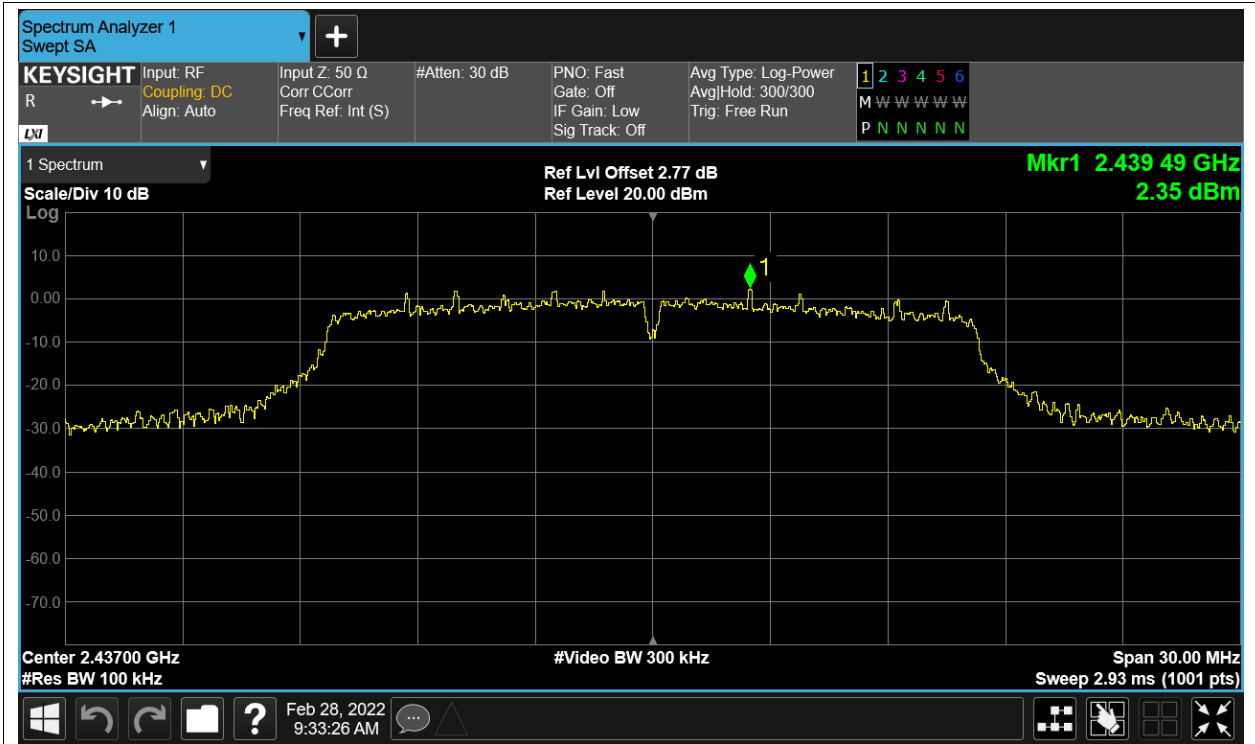 Spectrum Analyzer 1
Swept SA
+
KEYSIGHT
R
LXI
Input: RF
Coupling: DC
Align: Auto
Input Z: 50 Ω
Corr CCorr
Freq Ref: Int (S)
#Atten: 30 dB
PNO: Fast
Gate: Off
IF Gain: Low
Sig Track: Off
Avg Type: Log-Power
Avg|Hold: 300/300
Trig: Free Run
1 2 3 4 5 6
M W W W W W
P N N N N N
1 Spectrum
Scale/Div 10 dB
Log
Ref Lvl Offset 2.77 dB
Ref Level 20.00 dBm
Mkr1 2.439 49 GHz
2.35 dBm
1
10.0
0.00
-10.0
-20.0
-30.0
-40.0
-50.0
-60.0
-70.0
Center 2.43700 GHz
#Res BW 100 kHz
#Video BW 300 kHz
Span 30.00 MHz
Sweep 2.93 ms (1001 pts)
?
Feb 28, 2022
9:33:26 AM